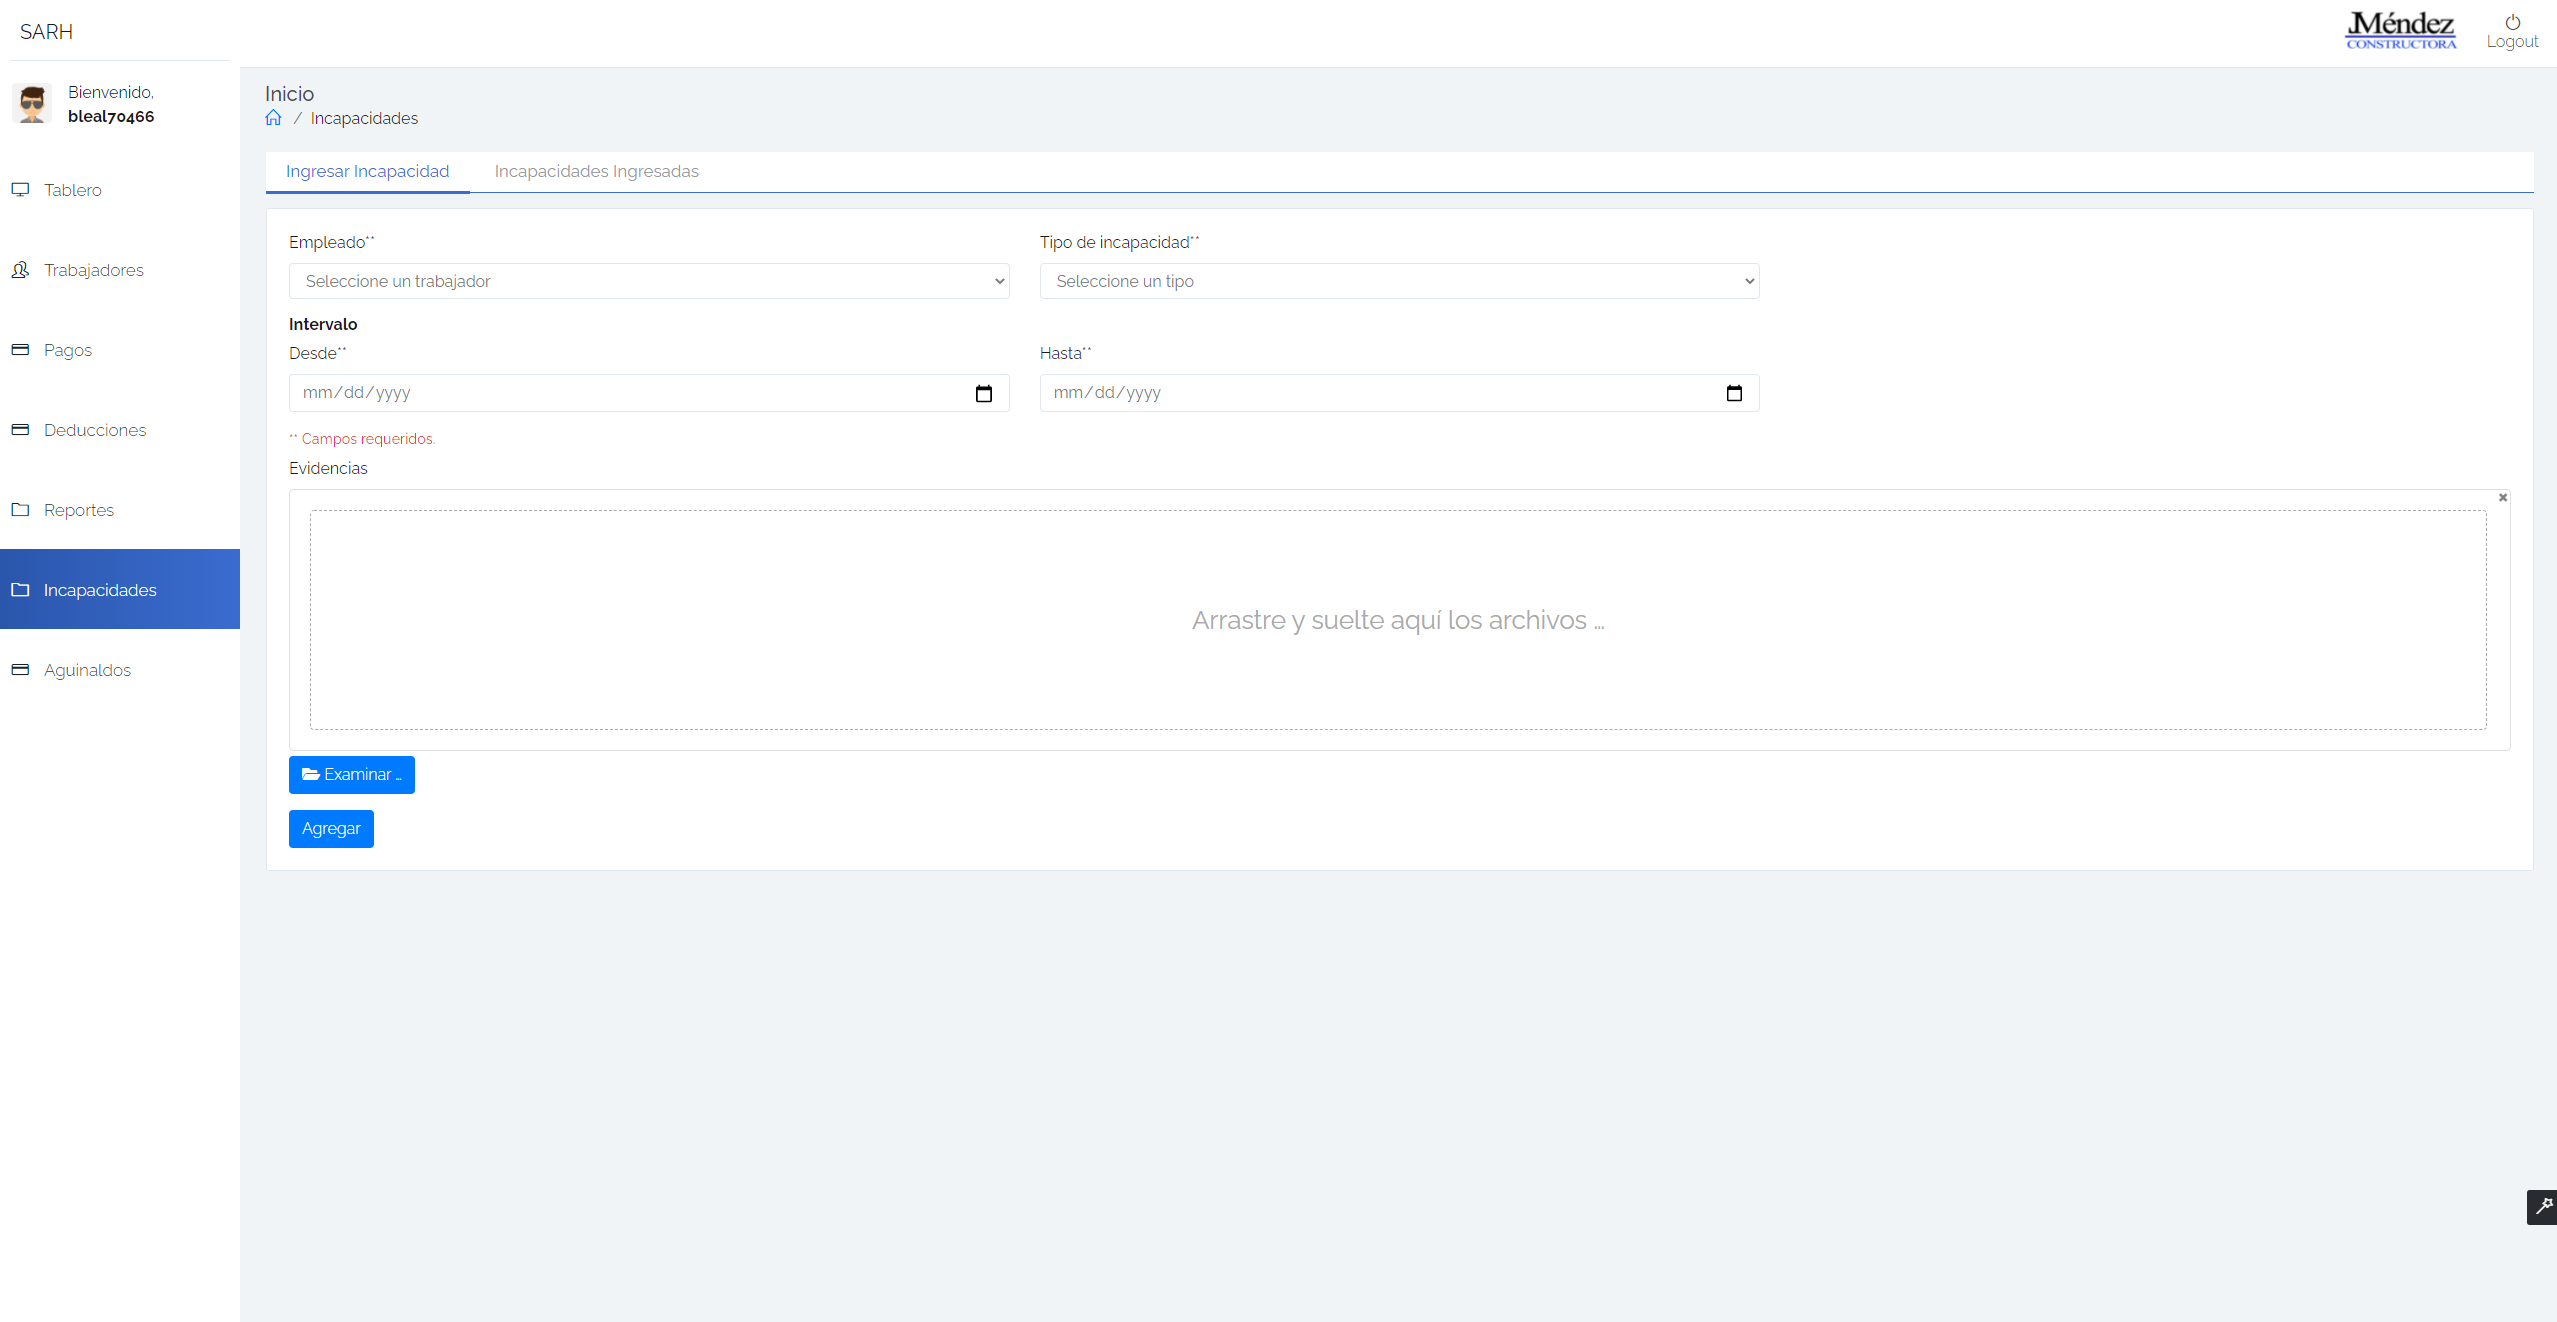 SARH
J.Méndez
CONSTRUCTORA
Logout
Bienvenido,
bleal70466
Tablero
Trabajadores
Pagos
Deducciones
Reportes
Incapacidades
Aguinaldos
Inicio
/ Incapacidades
Ingresar Incapacidad Incapacidades Ingresadas
Empleado** Tipo de incapacidad**
Seleccione un trabajador Seleccione un tipo
Intervalo
Desde** Hasta**
mm/dd/yyyy mm/dd/yyyy
** Campos requeridos.
Evidencias
Arrastre y suelte aquí los archivos ...
Examinar ...
Agregar